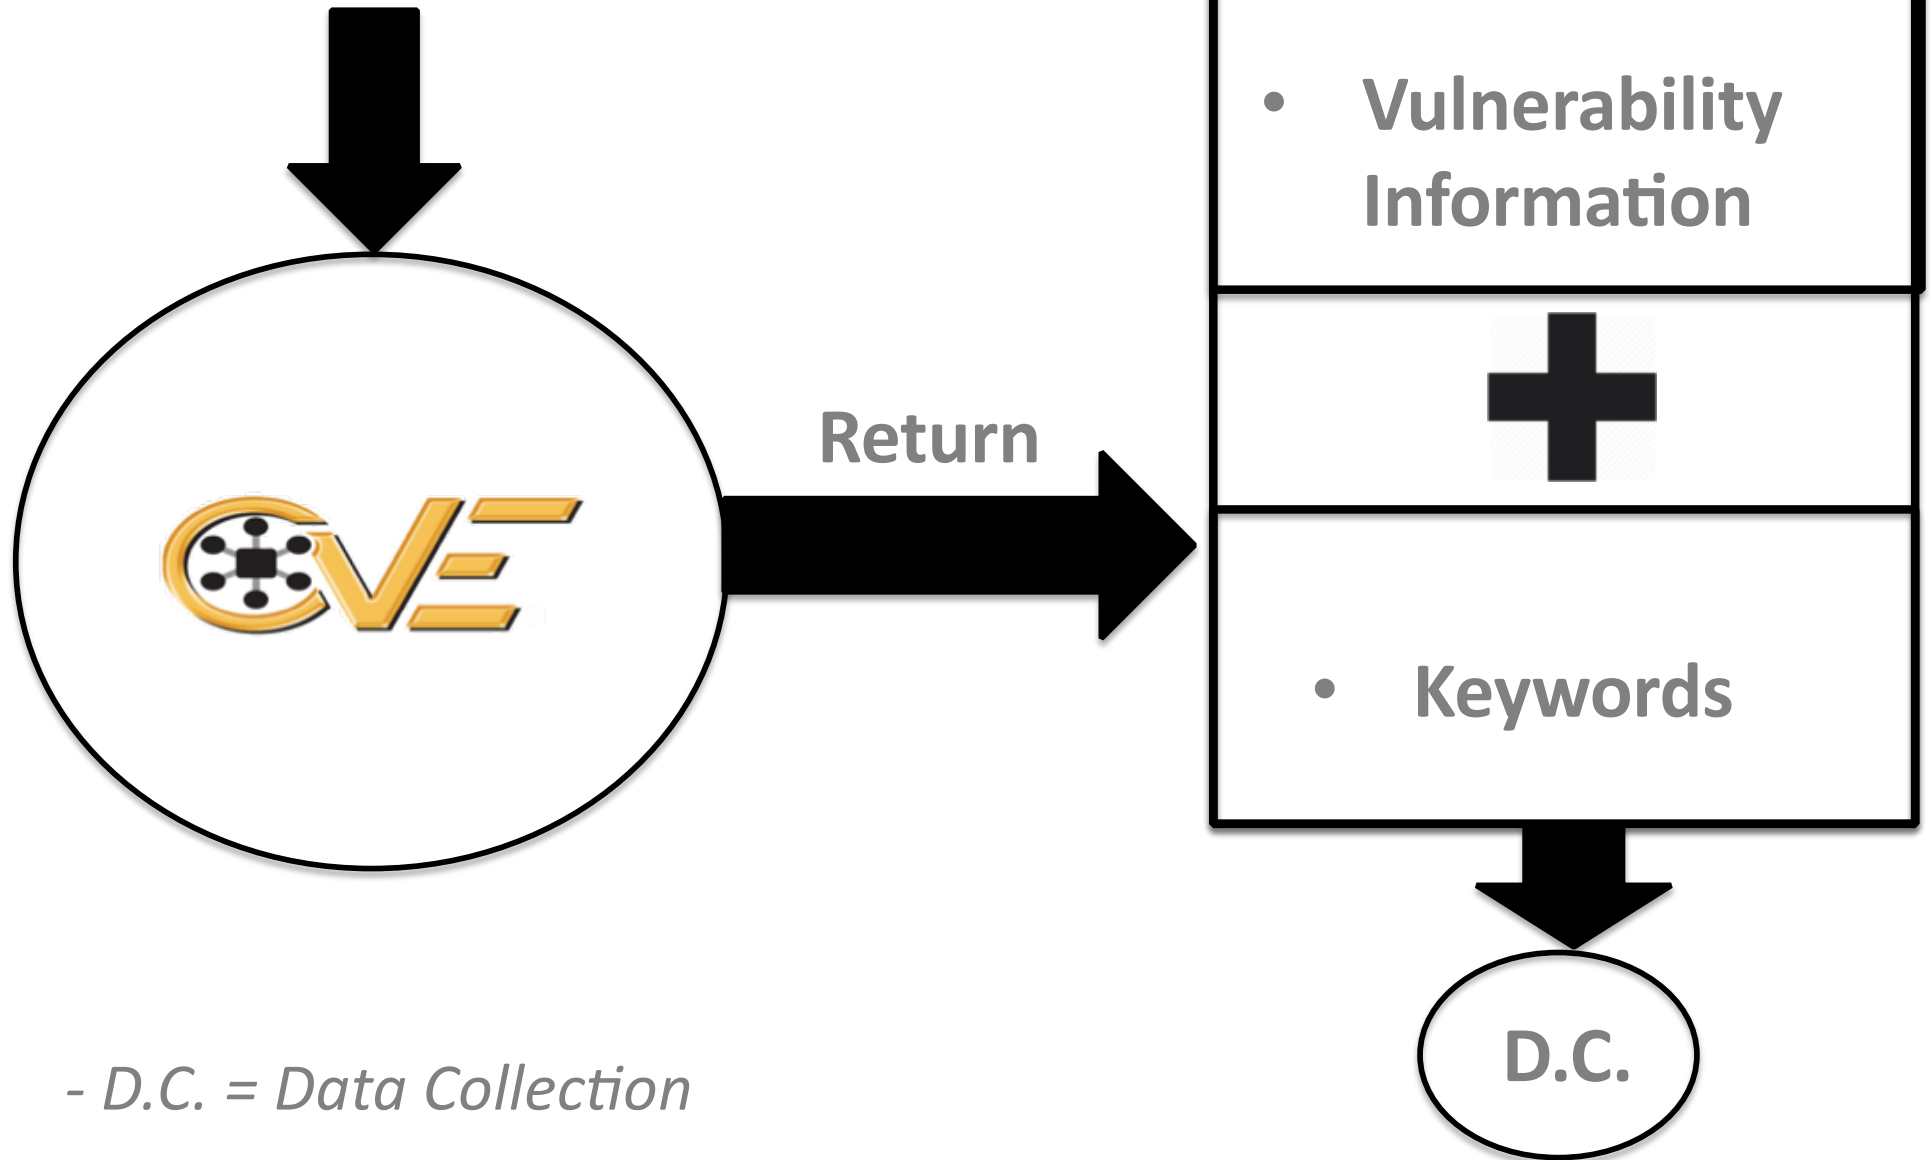 • Vulnerability
Information
Return
CVE
• Keywords
D.C.
- D.C. = Data Collection